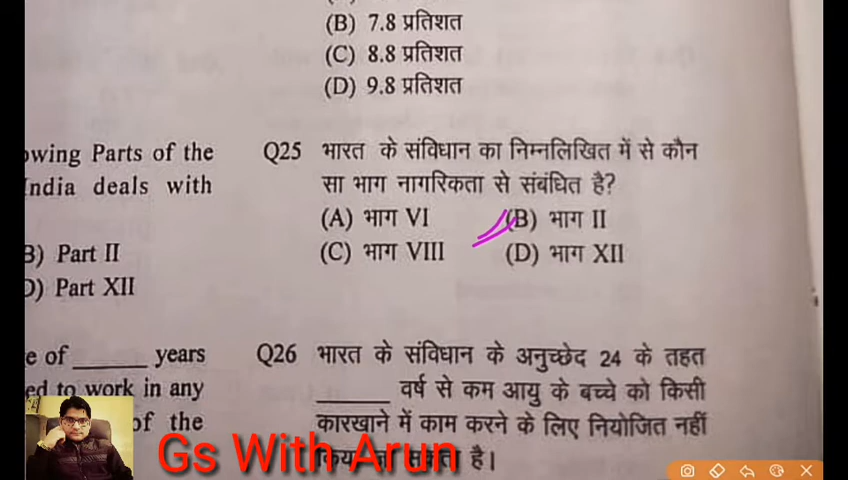 (B) 7.8 प्रतिशत
(C) 8.8 प्रतिशत
(D) 9.8 प्रतिशत
owing Parts of the
India deals with
B) Part II
D) Part XII
Q25 भारत के संविधान का निम्नलिखित में से कौन
सा भाग नागरिकता से संबंधित है?
(A) भाग VI (B) भाग II
(C) भाग VIII (D) भाग XII
e of ______ years
ed to work in any
of the
Q26 भारत के संविधान के अनुच्छेद 24 के तहत
______ वर्ष से कम आयु के बच्चे को किसी
कारखाने में काम करने के लिए नियोजित नहीं
है।
Gs With Arun